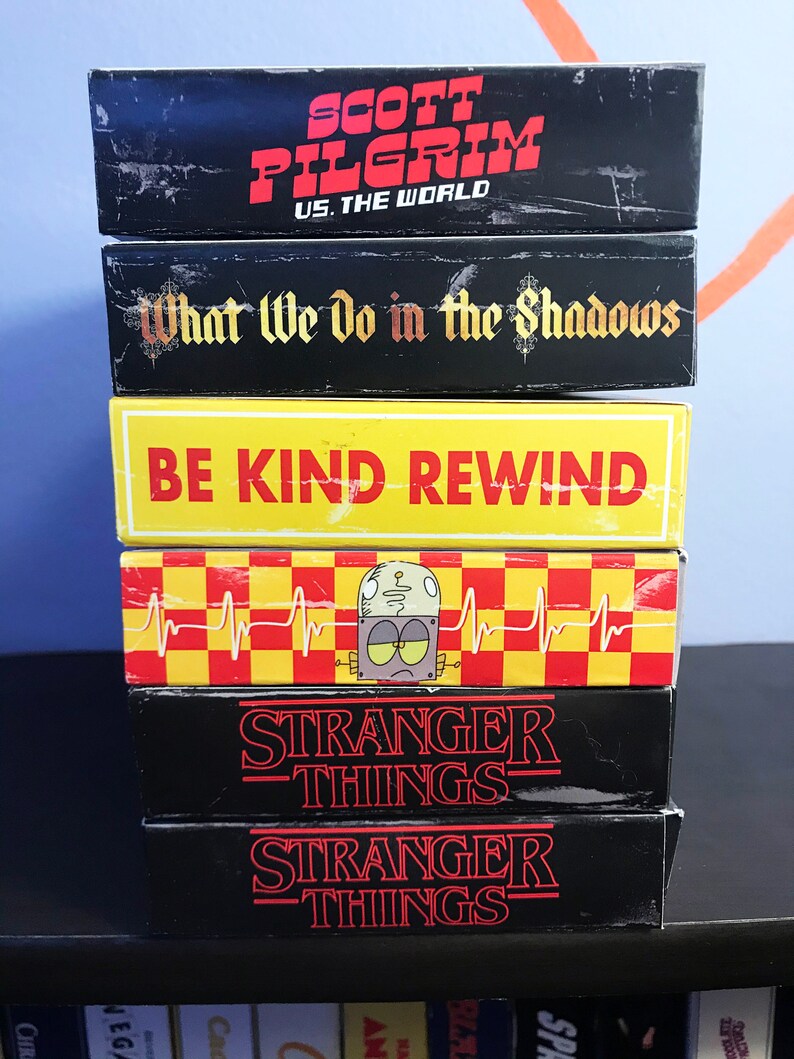 SCOTT
PILGRIM
VS. THE WORLD
What We Do in the Shadows
BE KIND REWIND
STRANGER
THINGS
STRANGER
THINGS